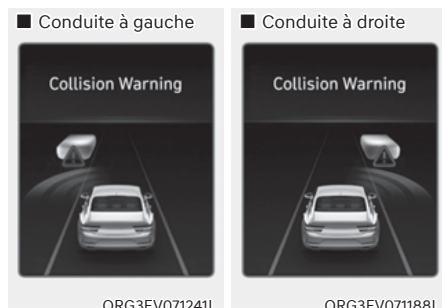 ■ Conduite à gauche
Collision Warning
ORG3EV071241L
■ Conduite à droite
Collision Warning
ORG3EV071188L